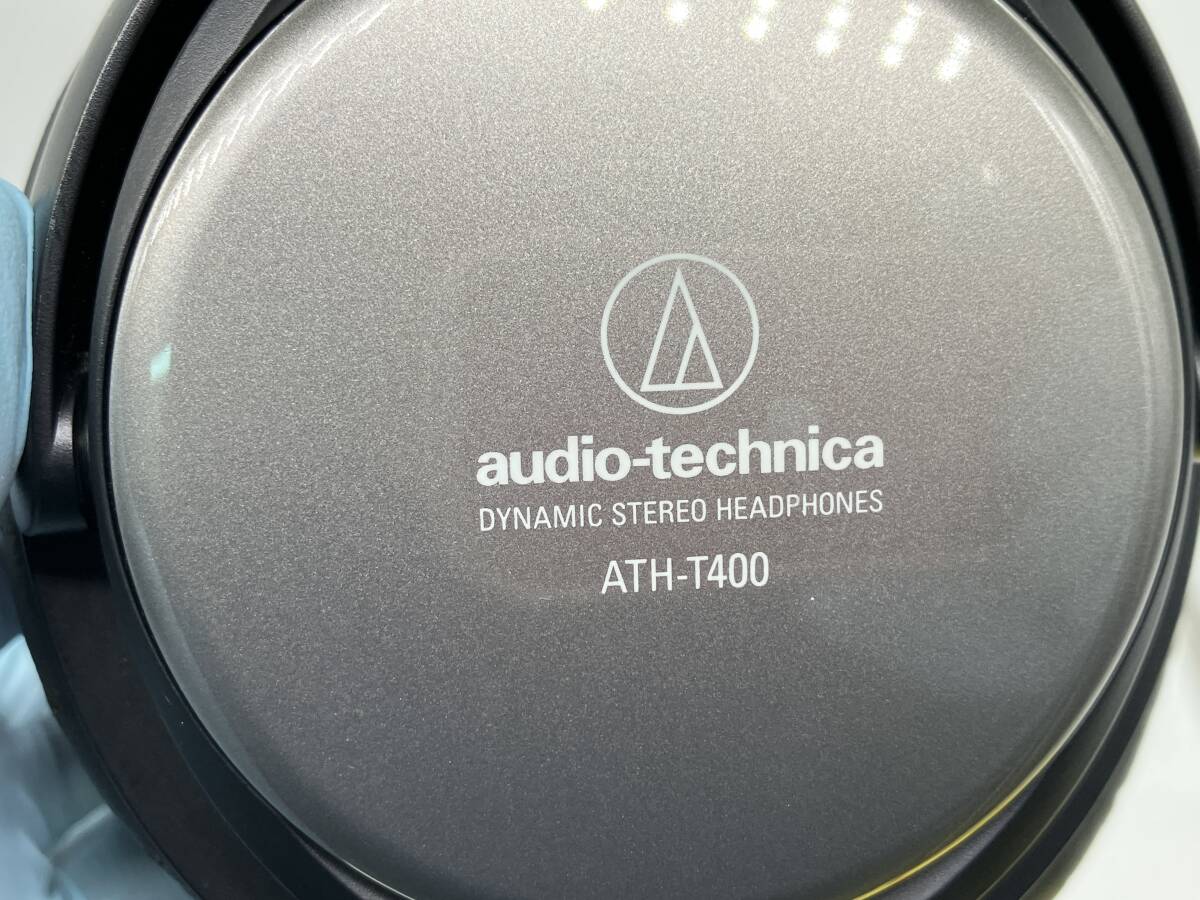 audio-technica
DYNAMIC STEREO HEADPHONES
ATH-T400